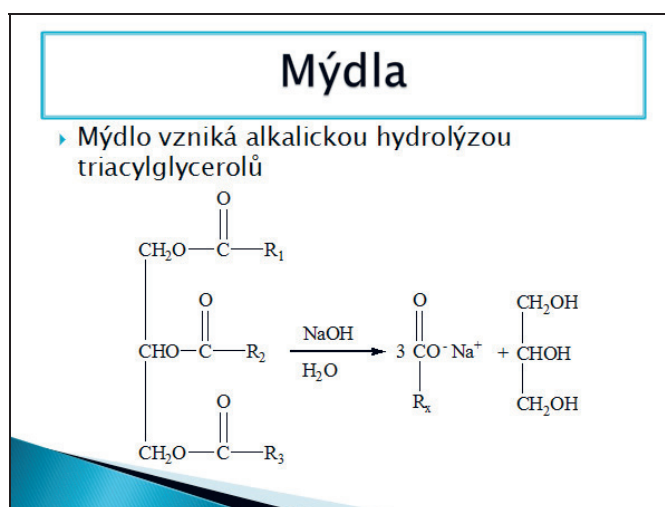 Mýdla
Mýdlo vzniká alkalickou hydrolýzou
triacylglycerolů
O
CH₂O—C—R₁
O
CHO—C—R₂
O
CH₂O—C—R₃
NaOH
H₂O
O
3 CO⁻Na⁺
Rₓ
+
CH₂OH
CHOH
CH₂OH